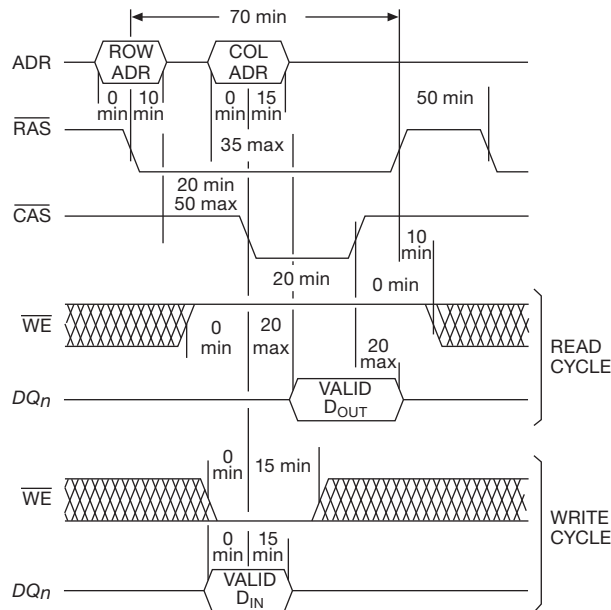 70 min
ADR
ROW ADR
COL ADR
0 min
10 min
0 min
15 min
50 min
RAS
35 max
20 min
50 max
CAS
10 min
20 min
0 min
WE
0 min
20 max
20 max
READ CYCLE
DQn
VALID DOUT
0 min
15 min
WE
WRITE CYCLE
0 min
15 min
DQn
VALID DIN